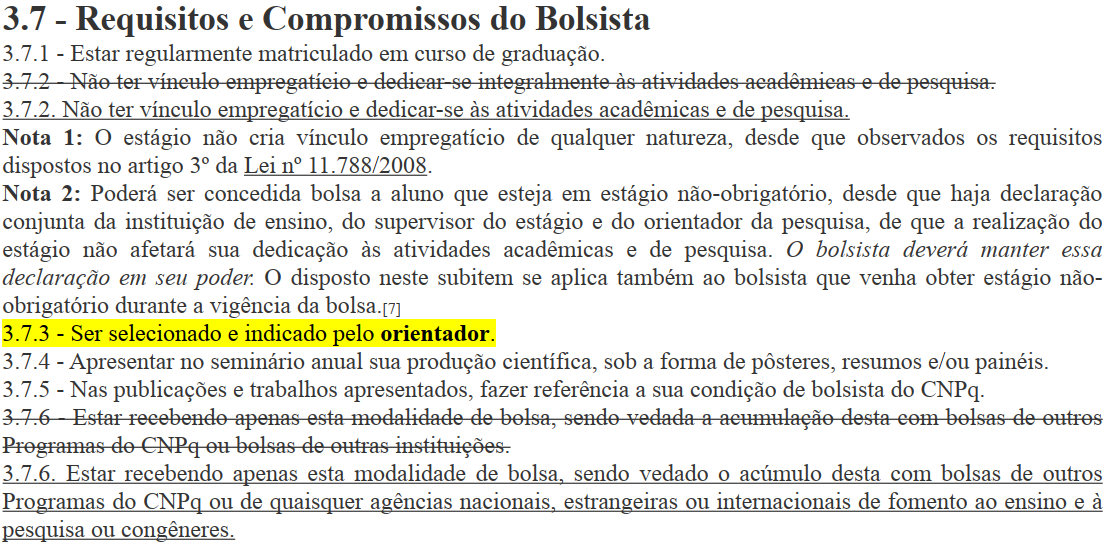 3.7 - Requisitos e Compromissos do Bolsista
3.7.1 - Estar regularmente matriculado em curso de graduação.
3.7.2 - Não ter vínculo empregatício e dedicar-se integralmente às atividades acadêmicas e de pesquisa.
3.7.2. Não ter vínculo empregatício e dedicar-se às atividades acadêmicas e de pesquisa.
Nota 1: O estágio não cria vínculo empregatício de qualquer natureza, desde que observados os requisitos
dispostos no artigo 3º da Lei nº 11.788/2008.
Nota 2: Poderá ser concedida bolsa a aluno que esteja em estágio não-obrigatório, desde que haja declaração
conjunta da instituição de ensino, do supervisor do estágio e do orientador da pesquisa, de que a realização do
estágio não afetará sua dedicação às atividades acadêmicas e de pesquisa. O bolsista deverá manter essa
declaração em seu poder. O disposto neste subitem se aplica também ao bolsista que venha obter estágio não-
obrigatório durante a vigência da bolsa.[7]
3.7.3 - Ser selecionado e indicado pelo orientador.
3.7.4 - Apresentar no seminário anual sua produção científica, sob a forma de pôsteres, resumos e/ou painéis.
3.7.5 - Nas publicações e trabalhos apresentados, fazer referência a sua condição de bolsista do CNPq.
3.7.6 - Estar recebendo apenas esta modalidade de bolsa, sendo vedada a acumulação desta com bolsas de outros
Programas do CNPq ou bolsas de outras instituições.
3.7.6. Estar recebendo apenas esta modalidade de bolsa, sendo vedado o acúmulo desta com bolsas de outros
Programas do CNPq ou de quaisquer agências nacionais, estrangeiras ou internacionais de fomento ao ensino e à
pesquisa ou congêneres.